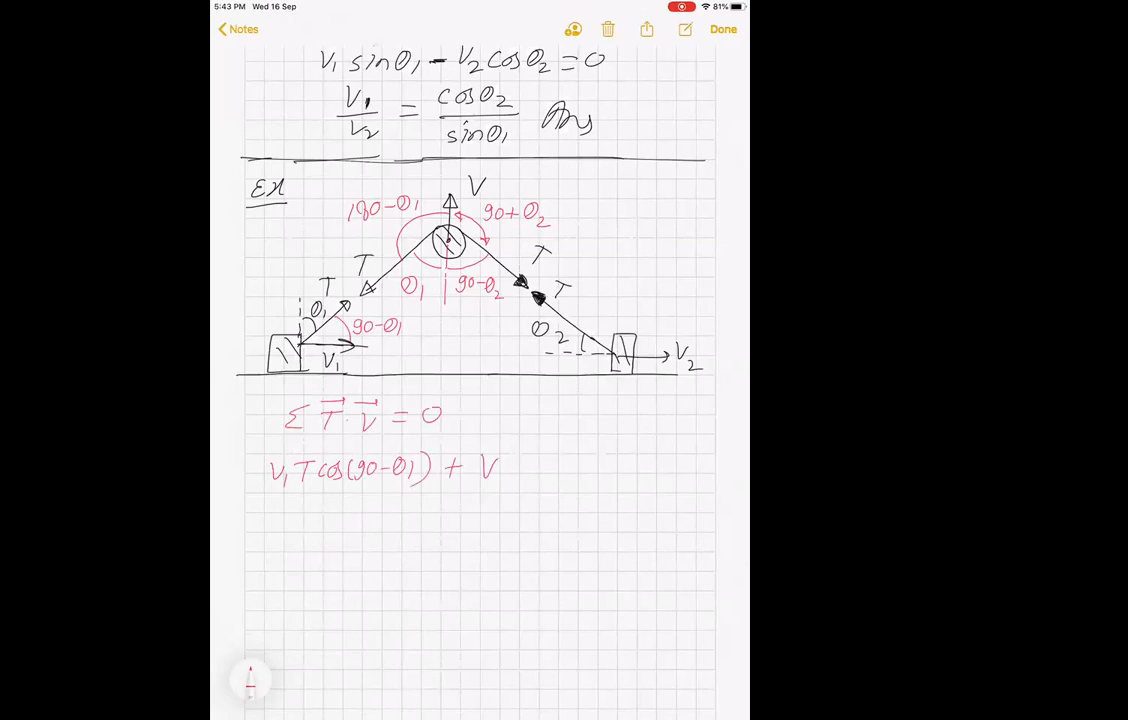 5:43 PM Wed 16 Sep 81%
Notes Done
V₁ sinθ₁ - V₂ cosθ₂ = 0
V₁/V₂ = cosθ₂/sinθ₁ Ans
Ex
V
180-θ₁ 90+θ₂
T T
T θ₁ 90-θ₂ T
θ₁ 90-θ₁ θ₂
V₁ V₂
Σ T⃗ · V⃗ = 0
V₁ T cos(90-θ₁) + V